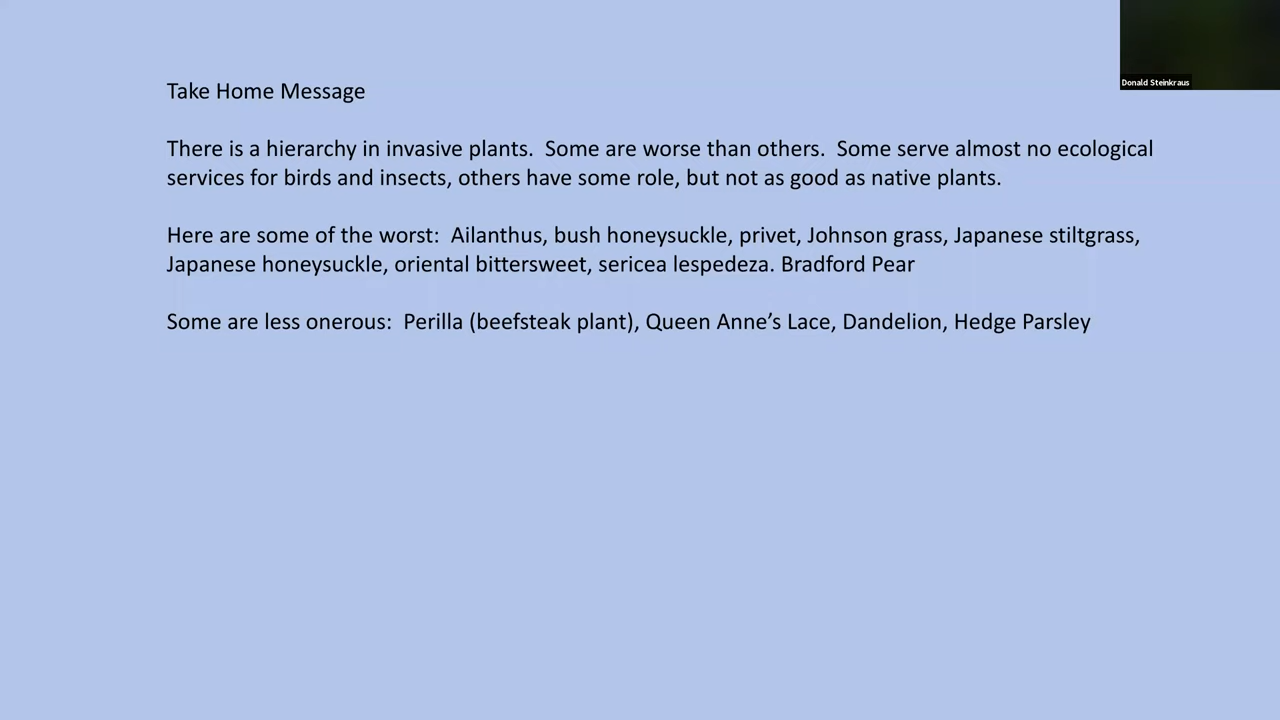 Donald Steinkraus
Take Home Message
There is a hierarchy in invasive plants.  Some are worse than others.  Some serve almost no ecological
services for birds and insects, others have some role, but not as good as native plants.
Here are some of the worst:  Ailanthus, bush honeysuckle, privet, Johnson grass, Japanese stiltgrass,
Japanese honeysuckle, oriental bittersweet, sericea lespedeza. Bradford Pear
Some are less onerous:  Perilla (beefsteak plant), Queen Anne’s Lace, Dandelion, Hedge Parsley